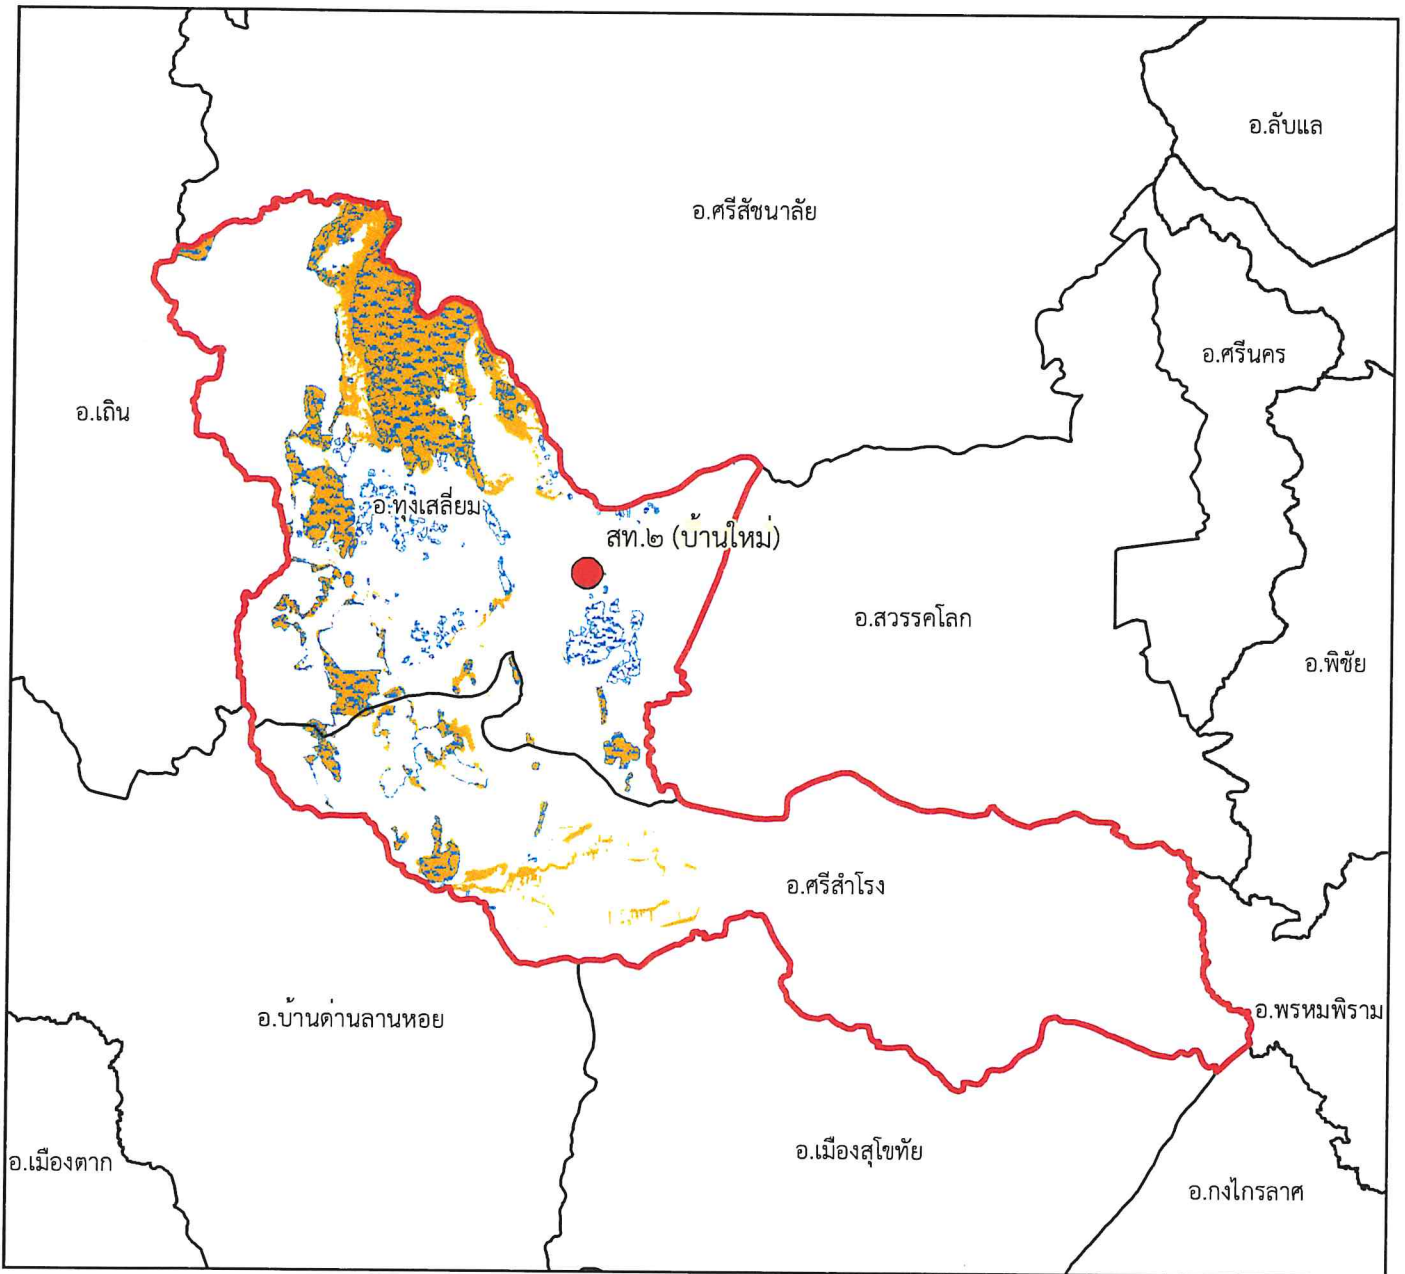 อ.ลับแล
อ.ศรีสัชนาลัย
อ.ศรีนคร
อ.เถิน
อ.ทุ่งเสลี่ยม
สท.๒ (บ้านใหม่)
อ.สวรรคโลก
อ.พิชัย
อ.ศรีสำโรง
อ.พรหมพิราม
อ.บ้านด่านลานหอย
อ.เมืองสุโขทัย
อ.เมืองตาก
อ.กงไกรลาศ